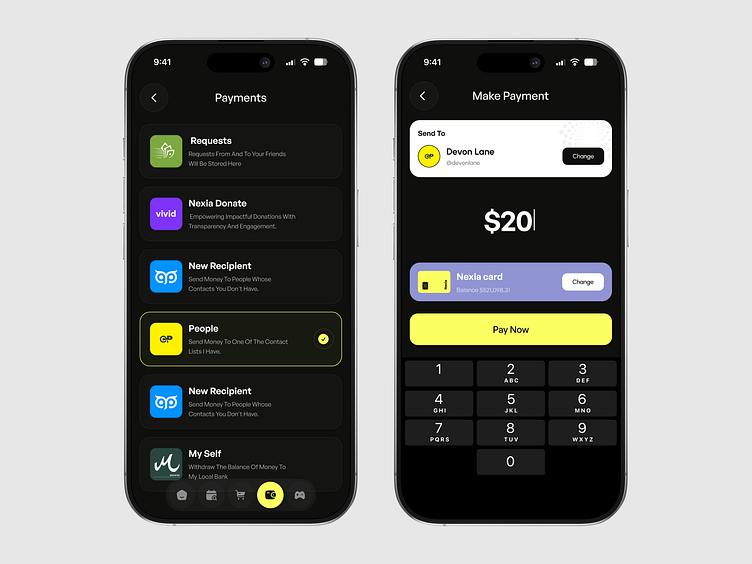 9:41
Payments
Requests
Requests From And To Your Friends
Will Be Stored Here
vivid
Nexia Donate
Empowering Impactful Donations With
Transparency And Engagement.
New Recipient
Send Money To People Whose
Contacts You Don't Have.
People
Send Money To One Of The Contact
Lists I Have.
New Recipient
Send Money To People Whose
Contacts You Don't Have.
My Self
Withdraw The Balance Of Money To
My Local Bank
9:41
Make Payment
Send To
Devon Lane
@devonlane
Change
$20
Nexia
Nexia card
Balance $521,098.31
Change
Pay Now
1
2
ABC
3
DEF
4
GHI
5
JKL
6
MNO
7
PQRS
8
TUV
9
WXYZ
0